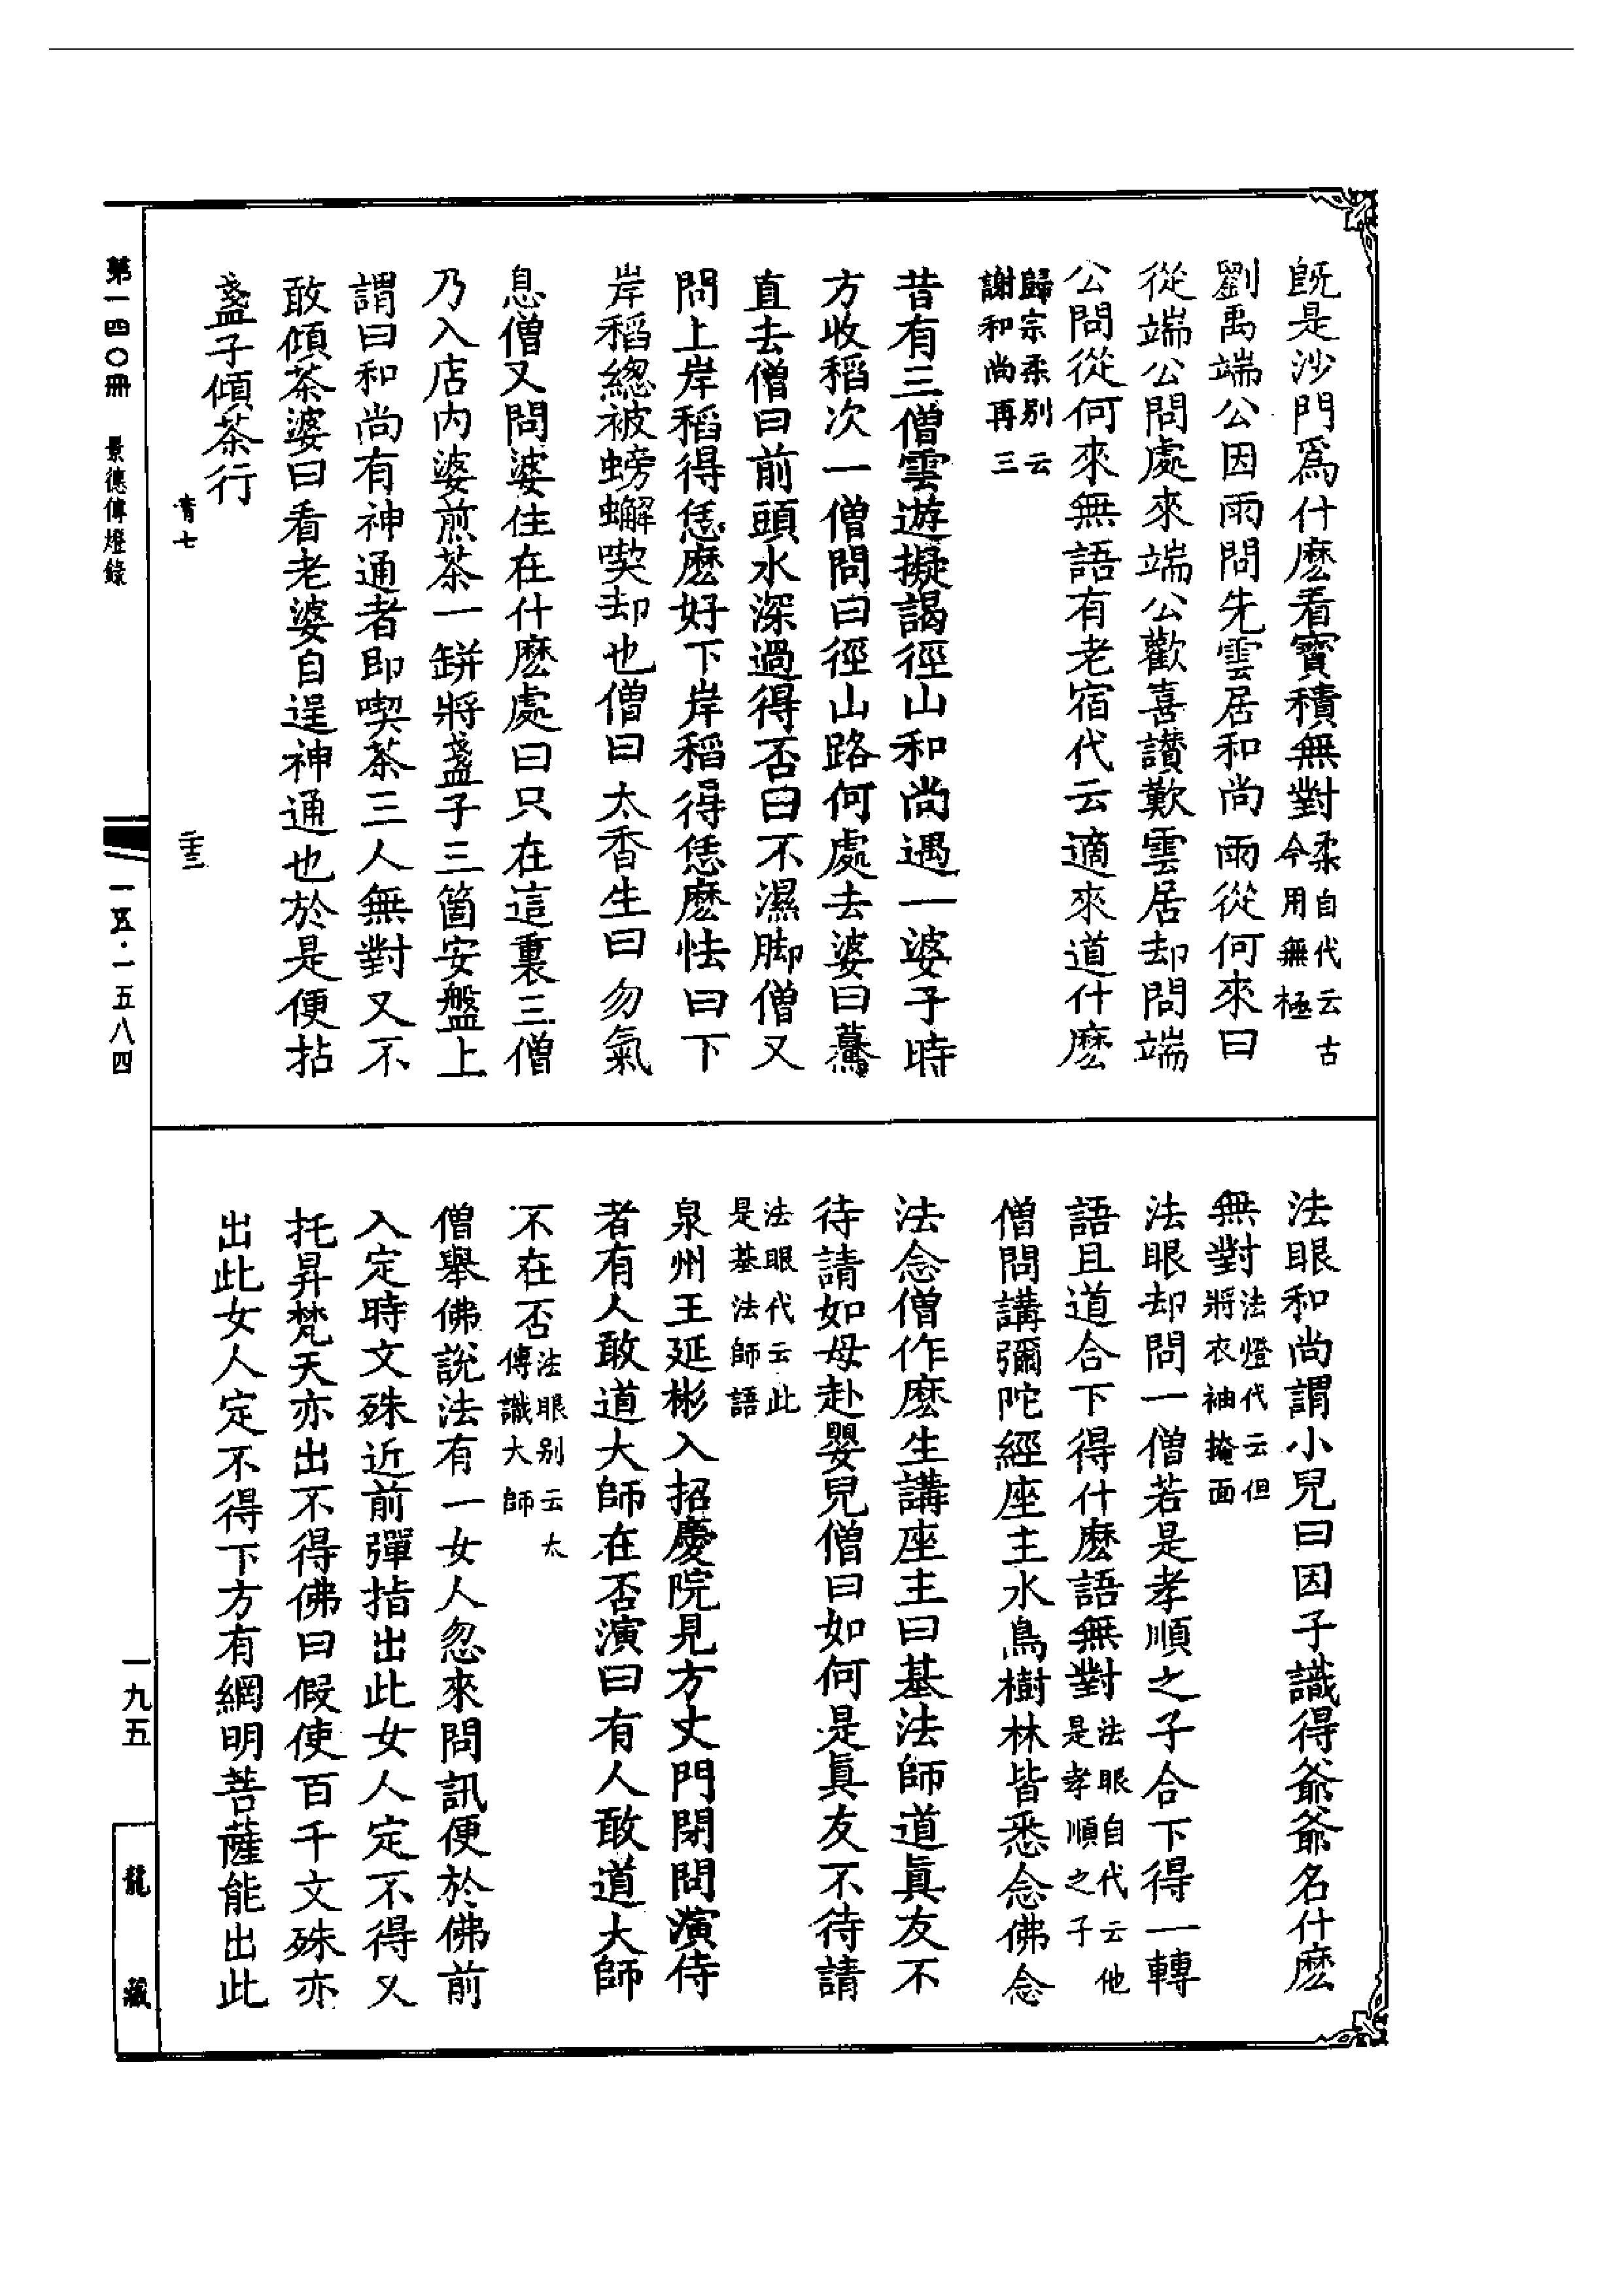 既是沙門爲什麽看寳積無對柔自代云古今用無極
劉禹端公因雨問先雲居和尚雨從何來曰
從端公問處來端公歡喜讃歎雲居却問端
公問從何來無語有老宿代云適來道什麽
歸宗柔别云謝和尚再三
昔有三僧雲遊擬謁徑山和尚遇一婆子時
方收稻次一僧問曰徑山路何處去婆曰驀
直去僧曰前頭水深過得否曰不濕脚僧又
問上岸稻得恁麽好下岸稻得恁麽怯曰下
岸稻總被螃蠏喫却也僧曰太香生曰勿氣
息僧又問婆住在什麽處曰只在這裏三僧
乃入店内婆煎茶一缾將盞子三箇安盤上
謂曰和尚有神通者即喫茶三人無對又不
敢傾茶婆曰看老婆自逞神通也於是便拈
盞子傾茶行
青七
法眼和尚謂小兒曰因子識得爺爺名什麽
無對法燈代云但將衣袖掩面
法眼却問一僧若是孝順之子合下得一轉
語且道合下得什麽語無對法眼自代云他是孝順之子
僧問講彌陀經座主水鳥樹林皆悉念佛念
法念僧作麽生講座主曰基法師道眞友不
待請如母赴嬰兒僧曰如何是眞友不待請
法眼代云此是基法師語
泉州王延彬入招慶院見方丈門閉問演侍
者有人敢道大師在否演曰有人敢道大師
不在否法眼别云太傅識大師
僧舉佛說法有一女人忽來問訊便於佛前
入定時文殊近前彈指出此女人定不得又
托昇梵天亦出不得佛曰假使百千文殊亦
出此女人定不得下方有網明菩薩能出此
第一四〇冊 景德傳燈錄
一五·一五八四
一九五
龍藏